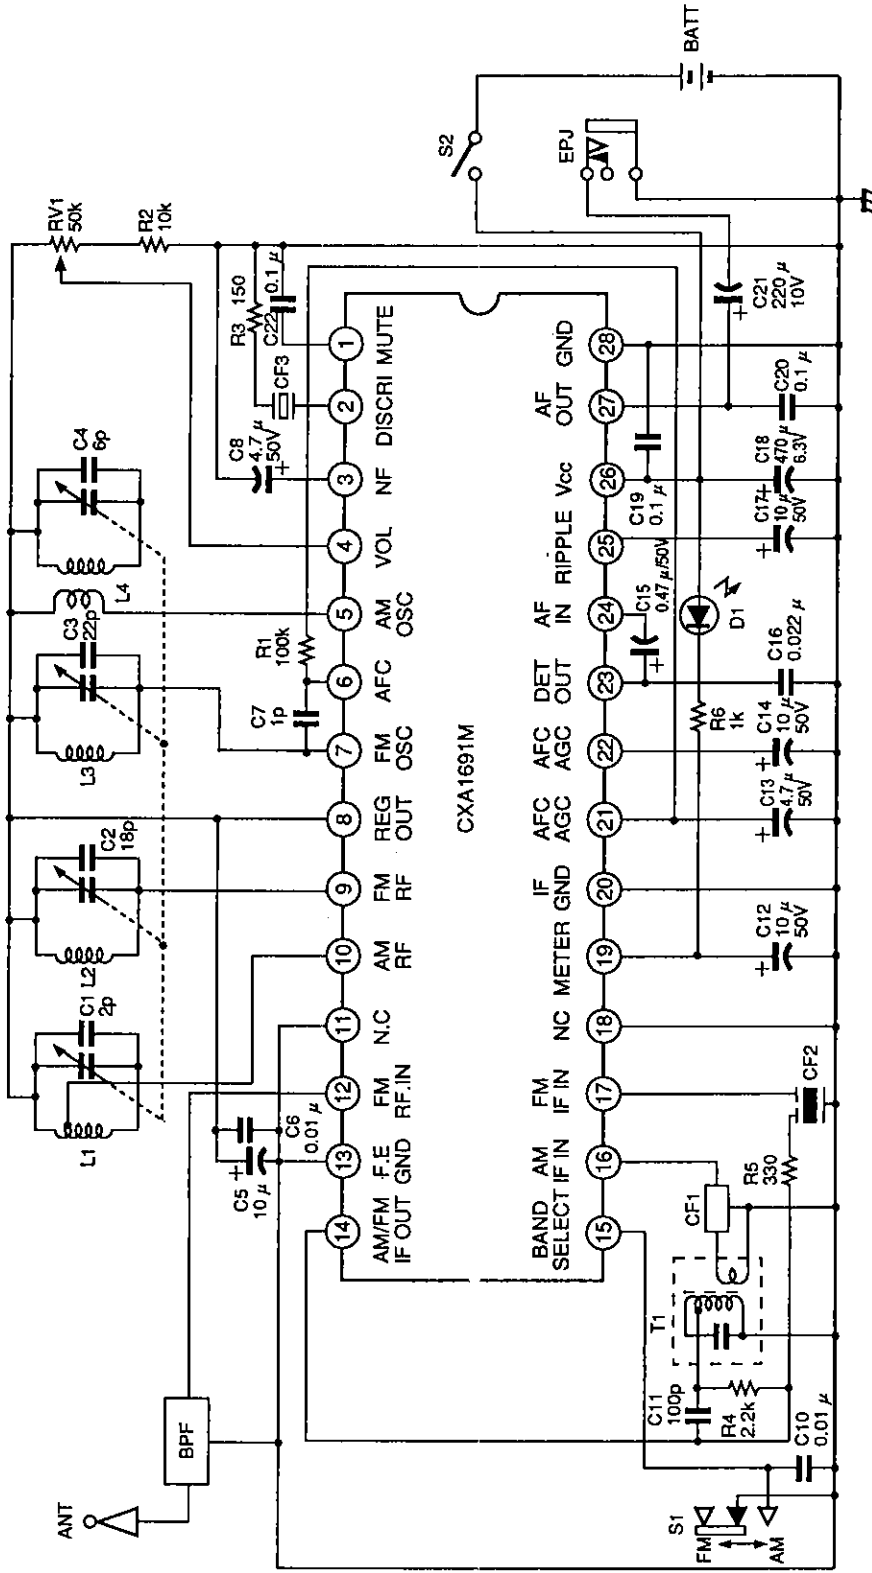 ANT
BPF
L1
C1
2p
L2
C2
18p
L3
C3
22p
L4
C4
6p
RV1
50k
R2
10k
C5
10 μ
C6
0.01 μ
C7
1p
R1
100k
C8
4.7 μ
50V
CF3
R3 150
C22
0.1 μ
14
13
12
11
10
9
8
7
6
5
4
3
2
1
AM/FM
IF OUT
F.E
GND
FM
RF.IN
N.C
AM
RF
FM
RF
REG
OUT
FM
OSC
AFC
AM
OSC
VOL
NF
DISCRI
MUTE
CXA1691M
BAND
SELECT
AM
IF IN
FM
IF IN
NC
METER
IF
GND
AFC
AGC
AFC
AGC
DET
OUT
AF
IN
RIPPLE
Vcc
AF
OUT
GND
15
16
17
18
19
20
21
22
23
24
25
26
27
28
S2
EPJ
BATT
T1
CF1
R5
330
CF2
C11
100p
R4
2.2k
C10
0.01 μ
S1
FM
AM
C12
10 μ
50V
C13
4.7 μ
50V
C14
10 μ
50V
R6
1k
D1
C15
0.47 μ/50V
C16
0.022 μ
C17
10 μ
50V
C18
470 μ
6.3V
C19
0.1 μ
C20
0.1 μ
C21
220 μ
10V